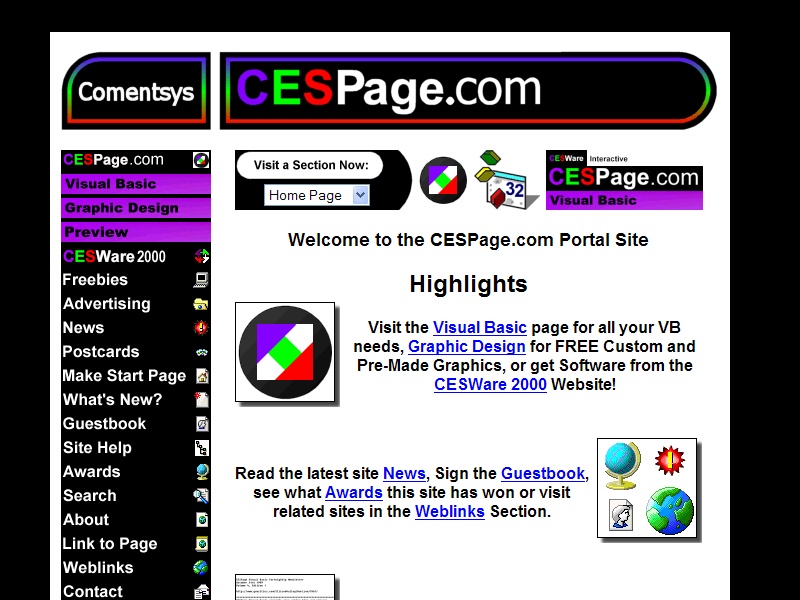 Comentsys
CESPage.com
CESPage.com
Visual Basic
Graphic Design
Preview
CESWare 2000
Freebies
Advertising
News
Postcards
Make Start Page
What's New?
Guestbook
Site Help
Awards
Search
About
Link to Page
Weblinks
Contact
Visit a Section Now:
Home Page
32
CESWare Interactive
CESPage.com
Visual Basic
Welcome to the CESPage.com Portal Site
Highlights
Visit the Visual Basic page for all your VB
needs, Graphic Design for FREE Custom and
Pre-Made Graphics, or get Software from the
CESWare 2000 Website!
Read the latest site News, Sign the Guestbook,
see what Awards this site has won or visit
related sites in the Weblinks Section.